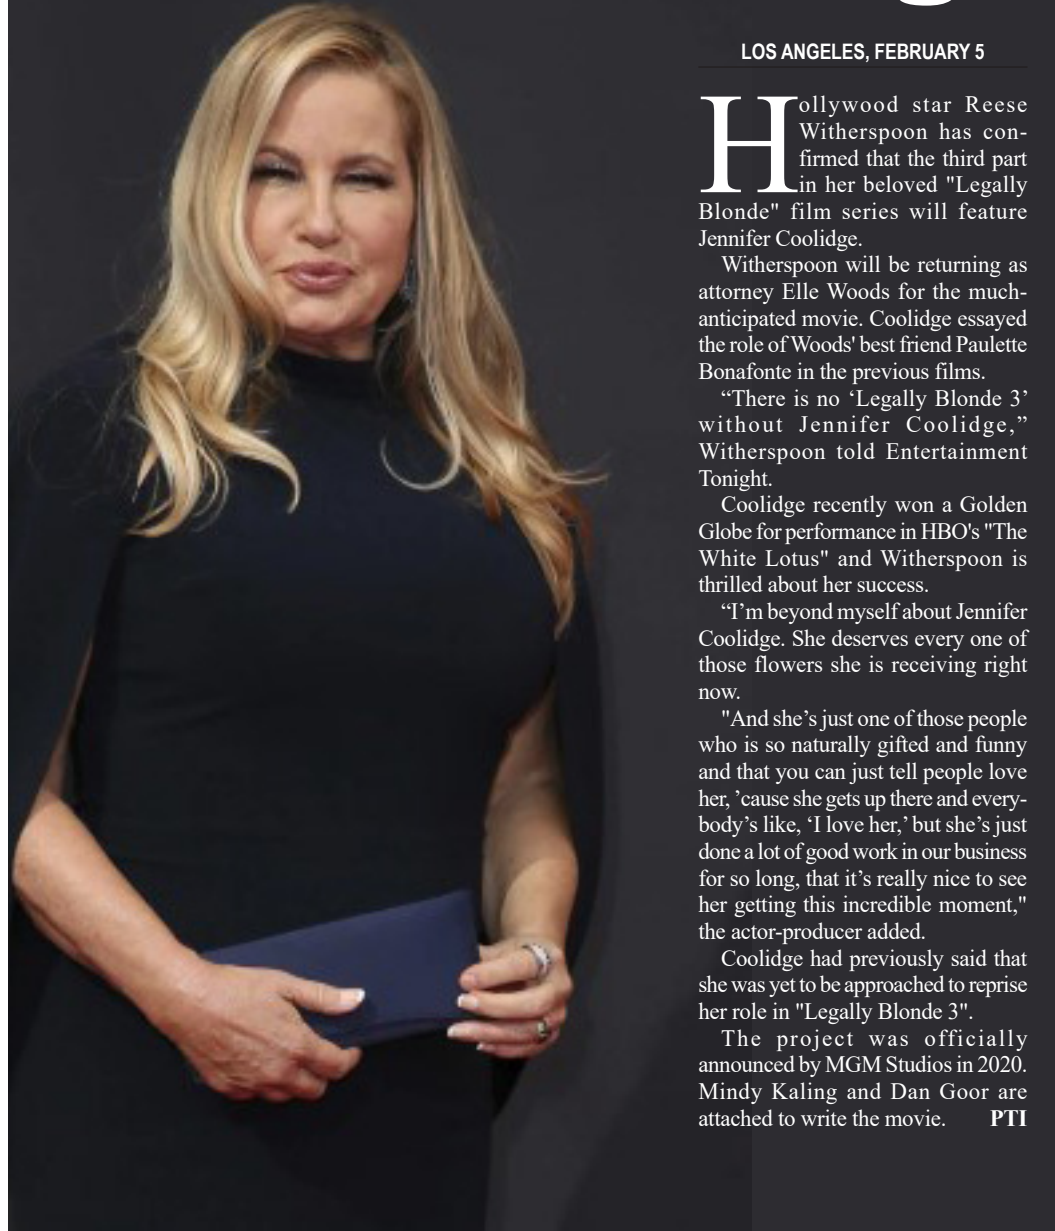 LOS ANGELES, FEBRUARY 5
Hollywood star Reese
Witherspoon has con-
firmed that the third part
in her beloved "Legally
Blonde" film series will feature
Jennifer Coolidge.
Witherspoon will be returning as
attorney Elle Woods for the much-
anticipated movie. Coolidge essayed
the role of Woods' best friend Paulette
Bonafonte in the previous films.
“There is no ‘Legally Blonde 3’
without Jennifer Coolidge,”
Witherspoon told Entertainment
Tonight.
Coolidge recently won a Golden
Globe for performance in HBO's "The
White Lotus" and Witherspoon is
thrilled about her success.
“I’m beyond myself about Jennifer
Coolidge. She deserves every one of
those flowers she is receiving right
now.
"And she’s just one of those people
who is so naturally gifted and funny
and that you can just tell people love
her, ’cause she gets up there and every-
body’s like, ‘I love her,’ but she’s just
done a lot of good work in our business
for so long, that it’s really nice to see
her getting this incredible moment,"
the actor-producer added.
Coolidge had previously said that
she was yet to be approached to reprise
her role in "Legally Blonde 3".
The project was officially
announced by MGM Studios in 2020.
Mindy Kaling and Dan Goor are
attached to write the movie. PTI